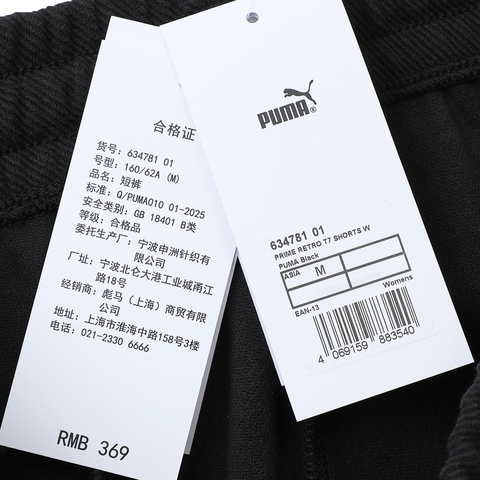 合格证
货号: 634781 01
号型: 160/62A (M)
品名: 短裤
标准: Q/PUMA010 01-2025
安全类别: GB 18401 B类
等级: 合格品
委托生产厂: 宁波申洲针织有
限公司
厂址: 宁波北仑大港工业城甬江
路18号
经销商: 彪马（上海）商贸有限
公司
地址: 上海市淮海中路158号3楼
电话: 021-2330 6666
RMB 369
PUMA®
634781 01
PRIME RETRO T7 SHORTS W
PUMA Black
ASIA M
Womens
EAN-13
4 069159 883540